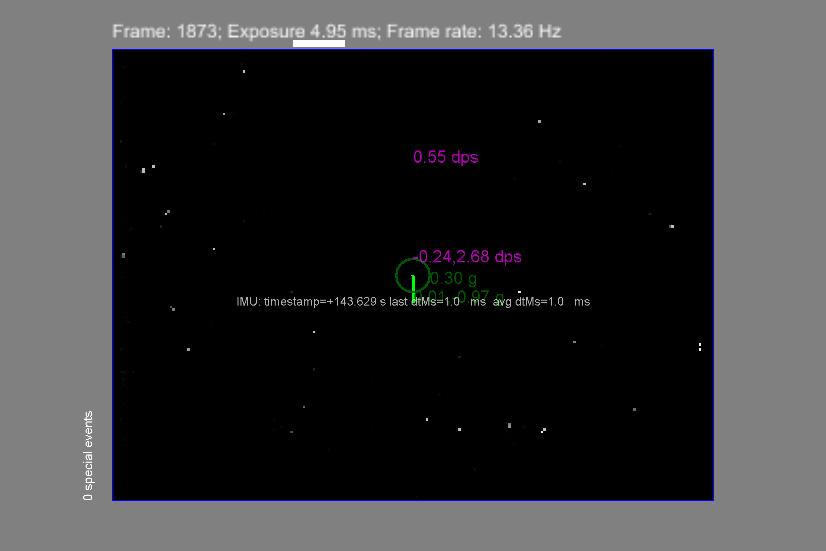 Frame: 1873; Exposure 4.95 ms; Frame rate: 13.36 Hz
0.55 dps
-0.24,2.68 dps
0.30 g
0.97 g
IMU: timestamp=+143.629 s last dtMs=1.0 ms avg dtMs=1.0 ms
0 special events